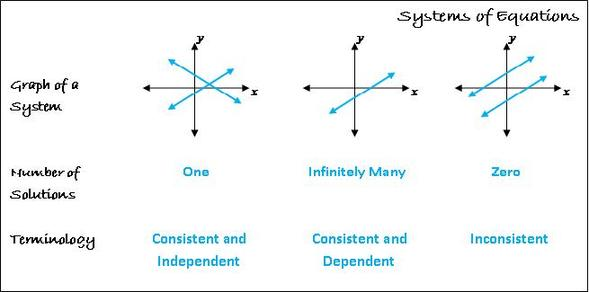 Systems of Equations
y
y
y
Graph of a
System
x
x
x
Number of
Solutions
One
Infinitely Many
Zero
Terminology
Consistent and
Independent
Consistent and
Dependent
Inconsistent